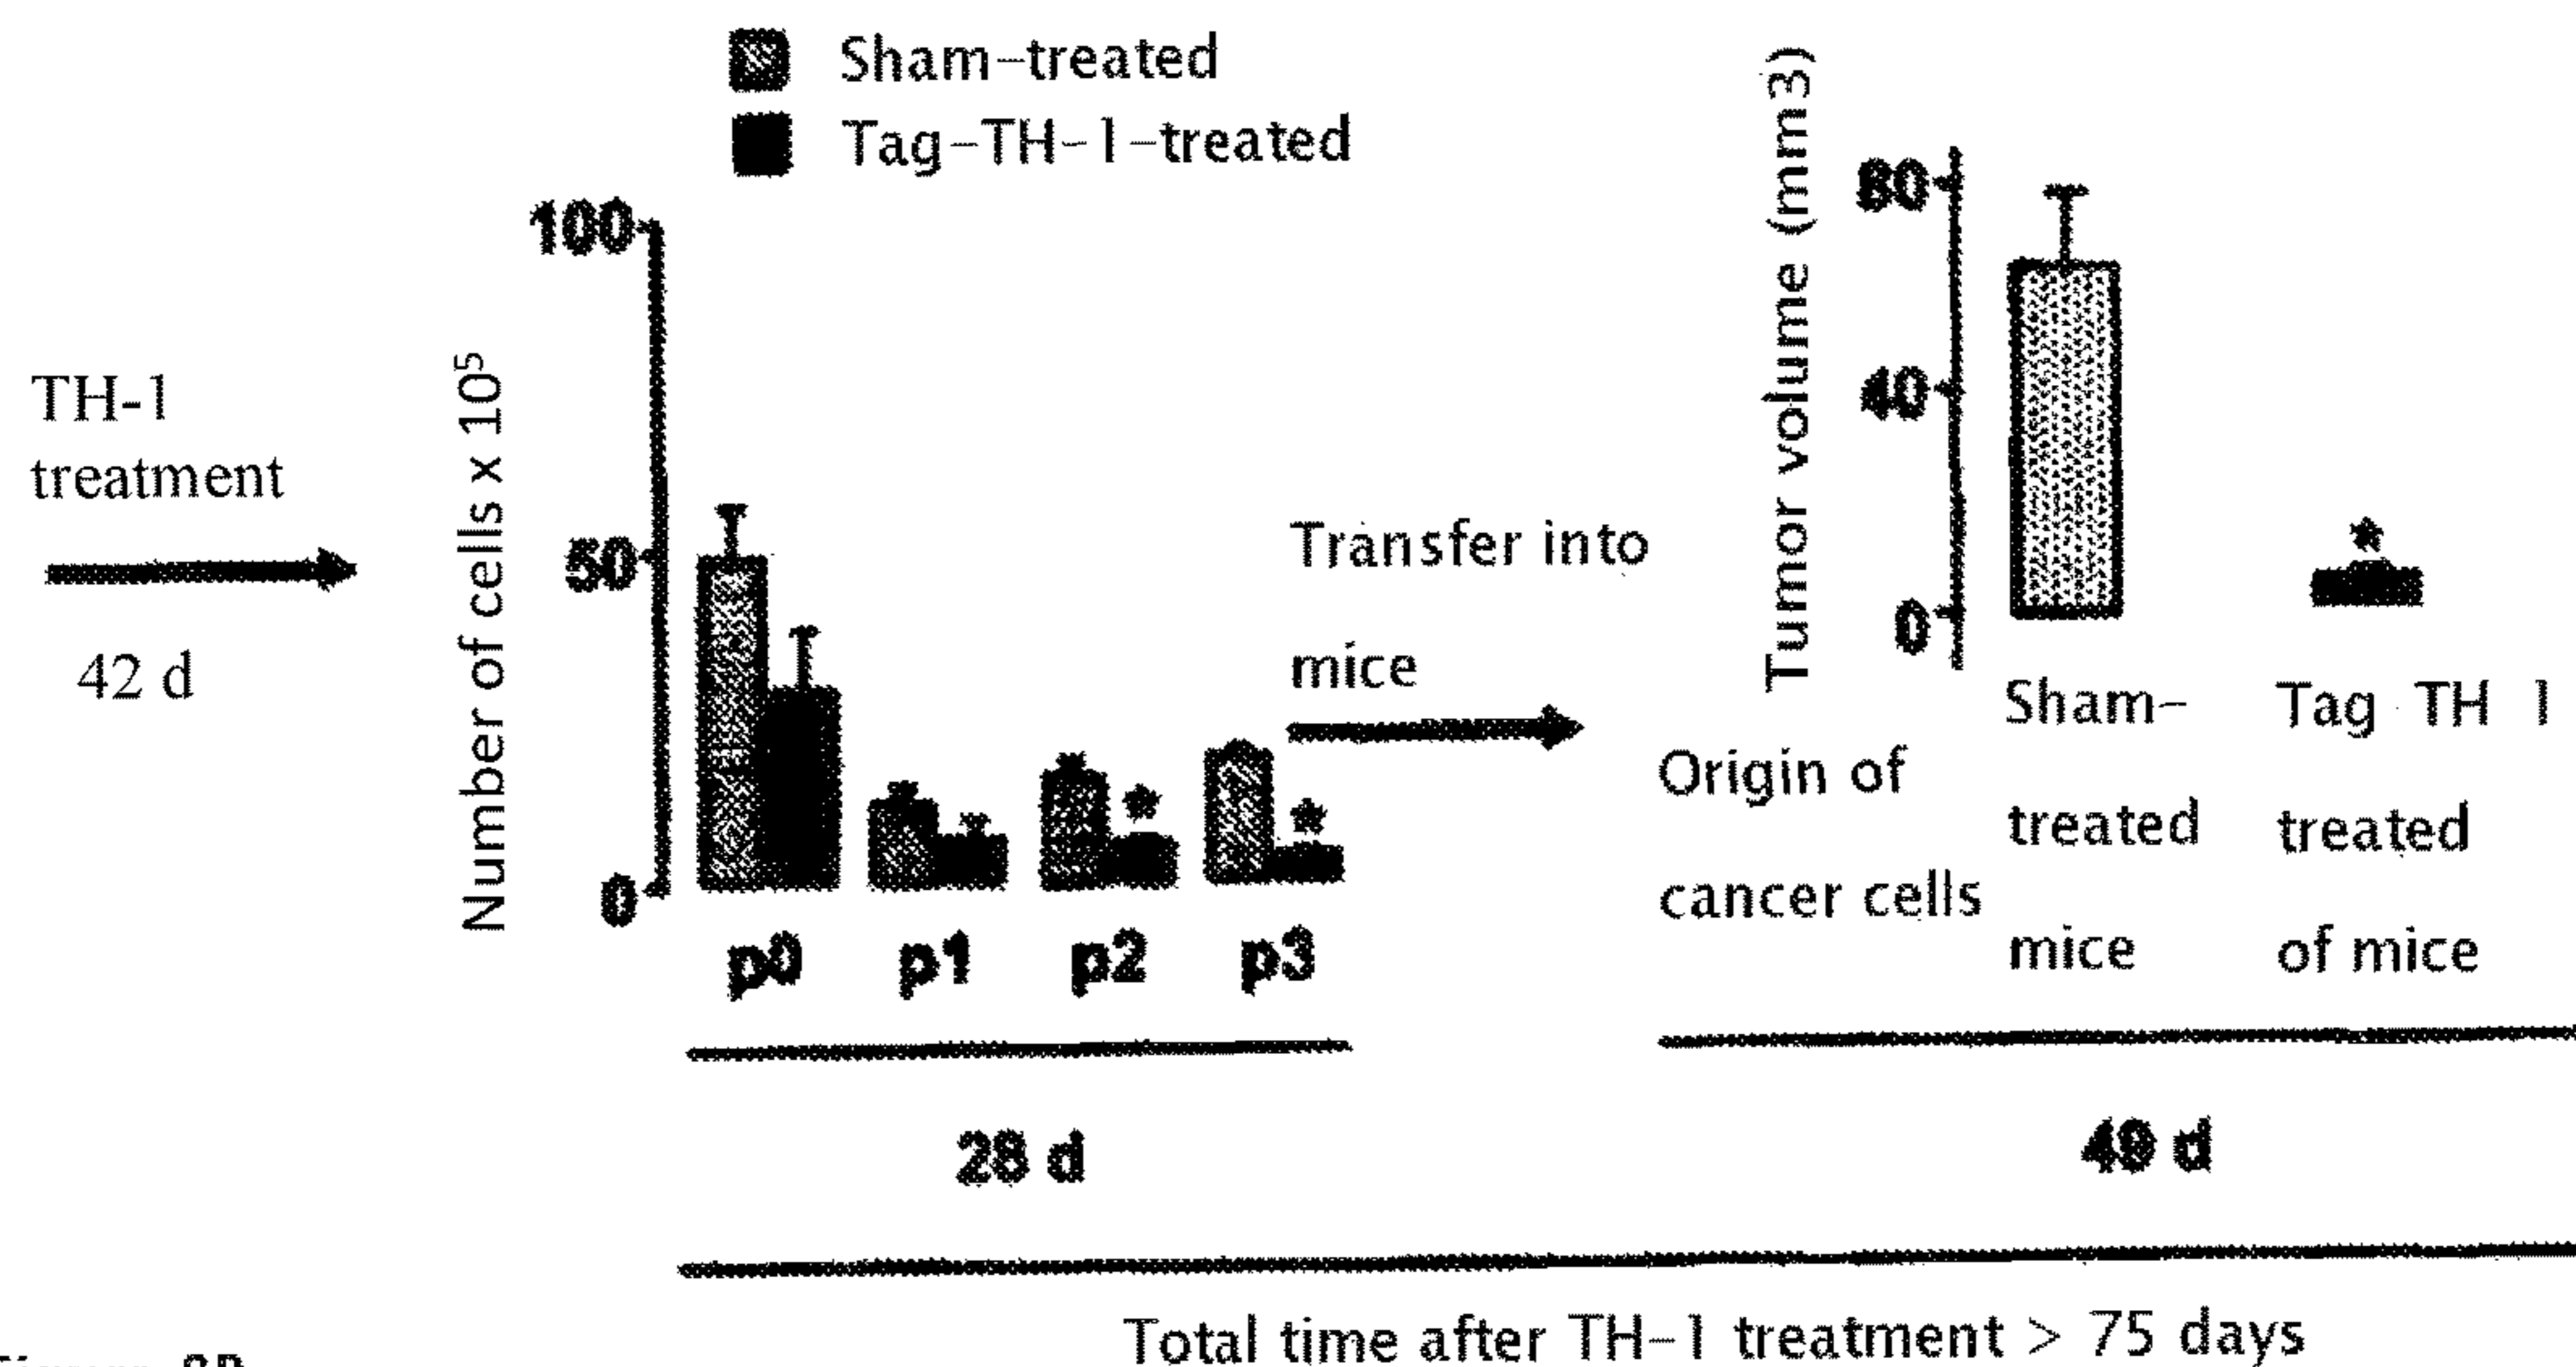 Sham-treated
Tag-TH-1-treated
TH-1
treatment
42 d
Number of cells x 10⁵
100
50
0
p0 p1 p2 p3
28 d
Transfer into
mice
Tumor volume (mm3)
80
40
0
Origin of
cancer cells
Sham-
treated
mice
Tag TH 1
treated
of mice
49 d
Total time after TH-1 treatment > 75 days